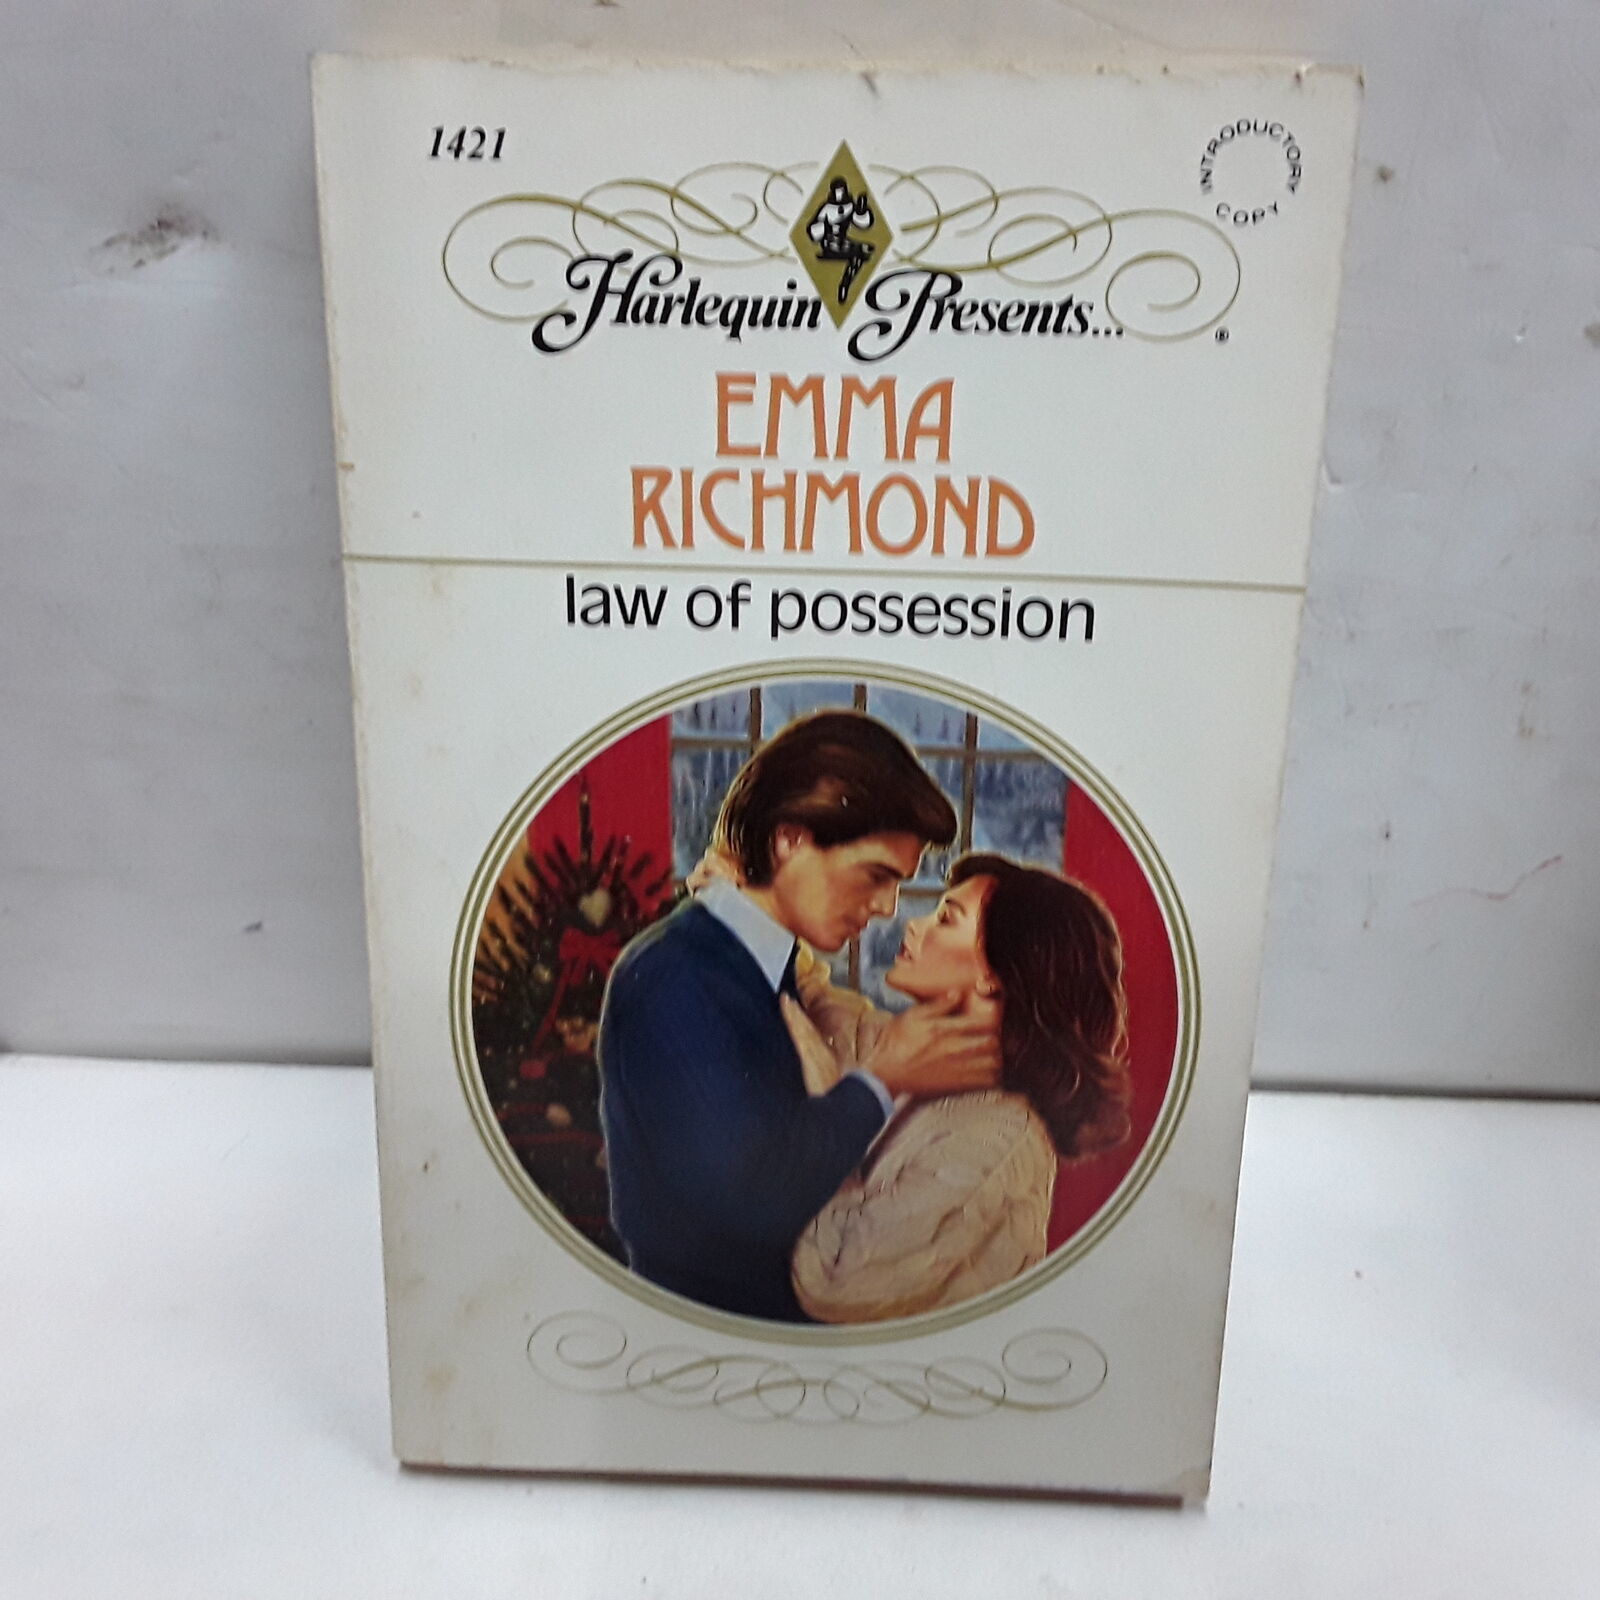 1421
INTRODUCTORY
COPY
Harlequin Presents...®
EMMA
RICHMOND
law of possession